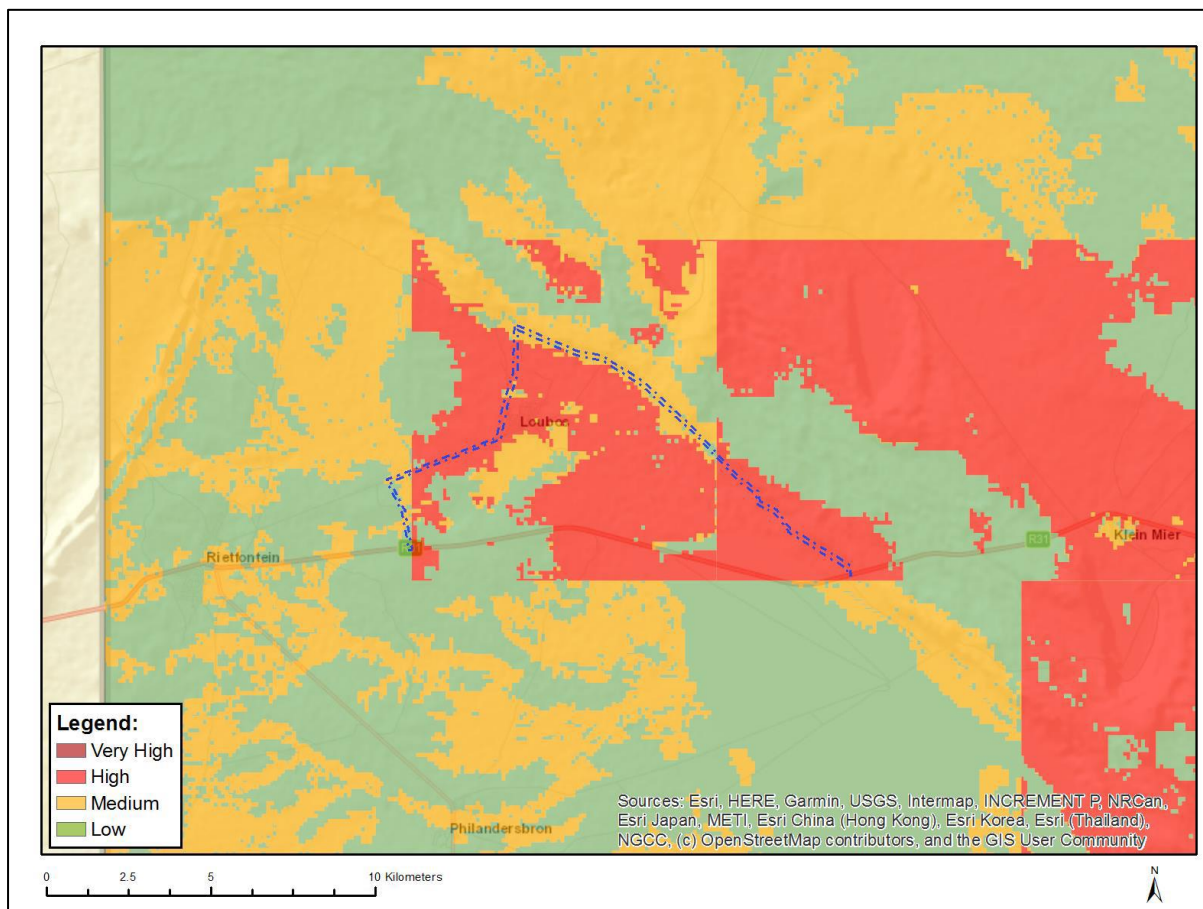 Loubos
R31
Klein Mier
Rietfontein
Philandersbron
Legend:
Very High
High
Medium
Low
Sources: Esri, HERE, Garmin, USGS, Intermap, INCREMENT P, NRCan,
Esri Japan, METI, Esri China (Hong Kong), Esri Korea, Esri (Thailand),
NGCC, (c) OpenStreetMap contributors, and the GIS User Community
0 2.5 5 10 Kilometers
N